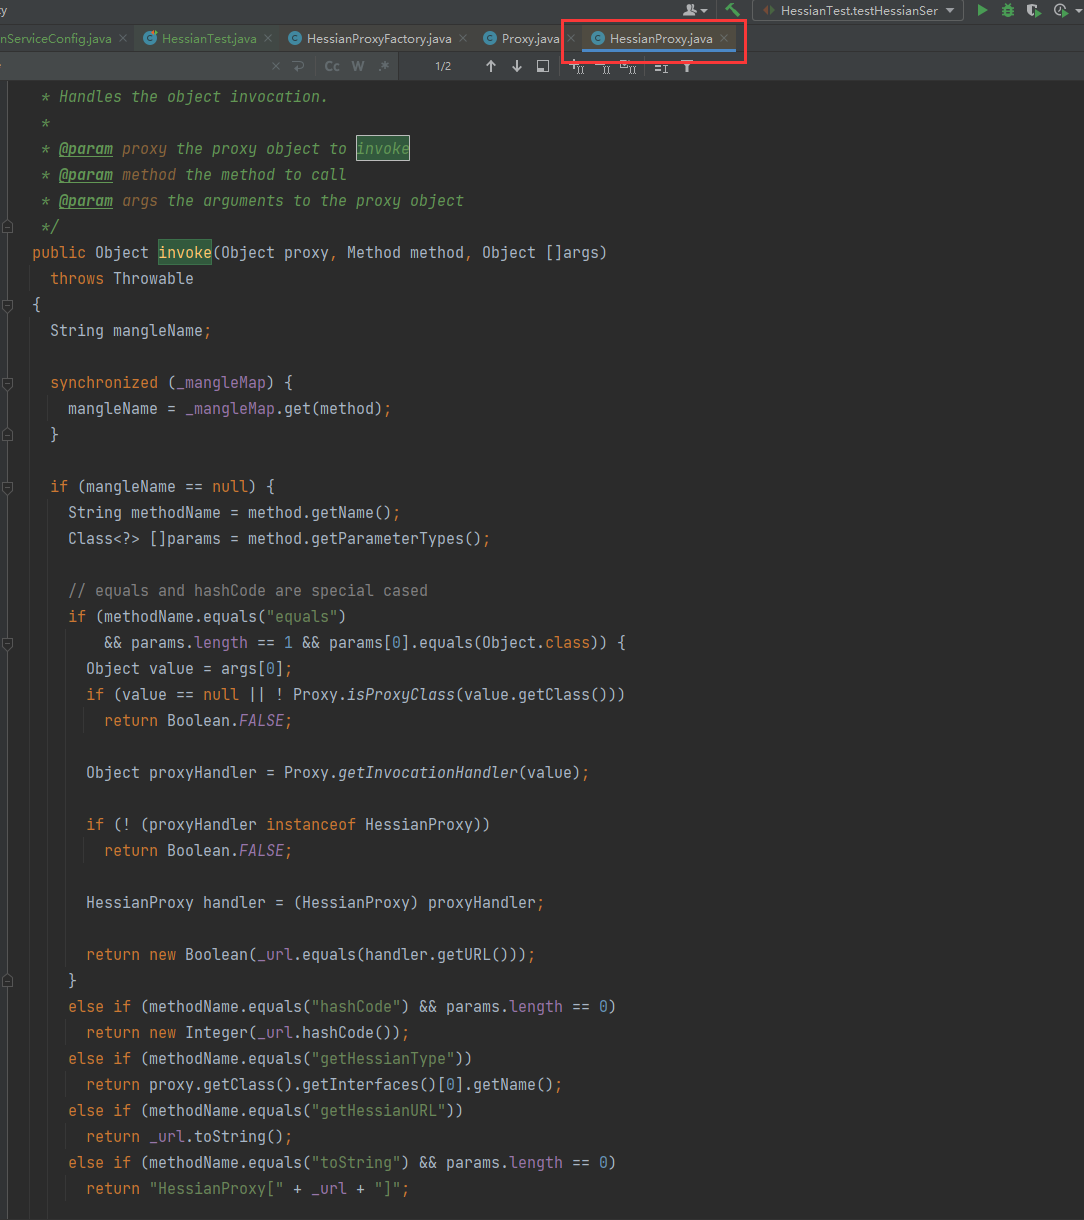 ty
HessianTest.testHessianSer
nServiceConfig.java HessianTest.java HessianProxyFactory.java Proxy.java HessianProxy.java
Cc W .* 1/2
* Handles the object invocation.
*
* @param proxy the proxy object to invoke
* @param method the method to call
* @param args the arguments to the proxy object
*/
public Object invoke(Object proxy, Method method, Object []args)
throws Throwable
{
String mangleName;
synchronized (_mangleMap) {
mangleName = _mangleMap.get(method);
}
if (mangleName == null) {
String methodName = method.getName();
Class<?> []params = method.getParameterTypes();
// equals and hashCode are special cased
if (methodName.equals("equals")
&& params.length == 1 && params[0].equals(Object.class)) {
Object value = args[0];
if (value == null || ! Proxy.isProxyClass(value.getClass()))
return Boolean.FALSE;
Object proxyHandler = Proxy.getInvocationHandler(value);
if (! (proxyHandler instanceof HessianProxy))
return Boolean.FALSE;
HessianProxy handler = (HessianProxy) proxyHandler;
return new Boolean(_url.equals(handler.getURL()));
}
else if (methodName.equals("hashCode") && params.length == 0)
return new Integer(_url.hashCode());
else if (methodName.equals("getHessianType"))
return proxy.getClass().getInterfaces()[0].getName();
else if (methodName.equals("getHessianURL"))
return _url.toString();
else if (methodName.equals("toString") && params.length == 0)
return "HessianProxy[" + _url + "]";